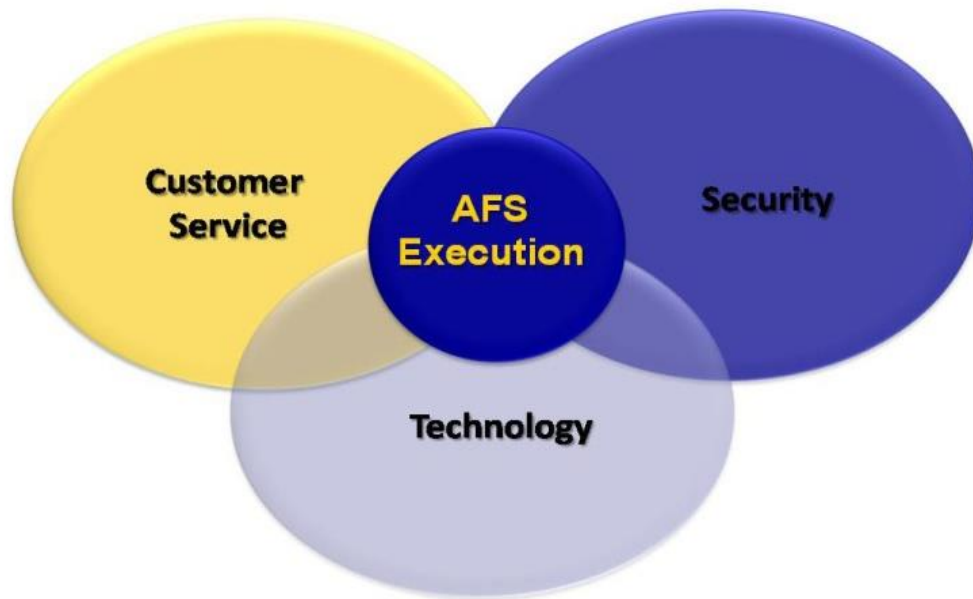 Customer
Service
AFS
Execution
Security
Technology